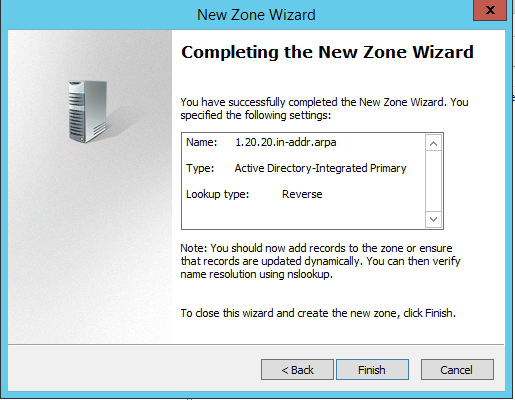 New Zone Wizard
x
Completing the New Zone Wizard
You have successfully completed the New Zone Wizard. You
specified the following settings:
Name: 1.20.20.in-addr.arpa
Type: Active Directory-Integrated Primary
Lookup type: Reverse
Note: You should now add records to the zone or ensure
that records are updated dynamically. You can then verify
name resolution using nslookup.
To close this wizard and create the new zone, click Finish.
< Back Finish Cancel